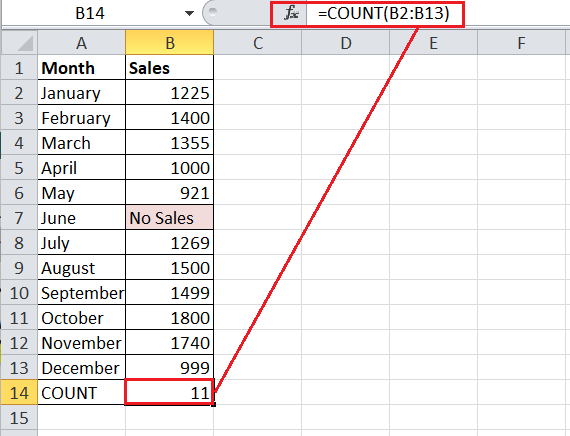 B14 fx =COUNT(B2:B13)
A B C D E F
1 Month Sales
2 January 1225
3 February 1400
4 March 1355
5 April 1000
6 May 921
7 June No Sales
8 July 1269
9 August 1500
10 September 1499
11 October 1800
12 November 1740
13 December 999
14 COUNT 11
15